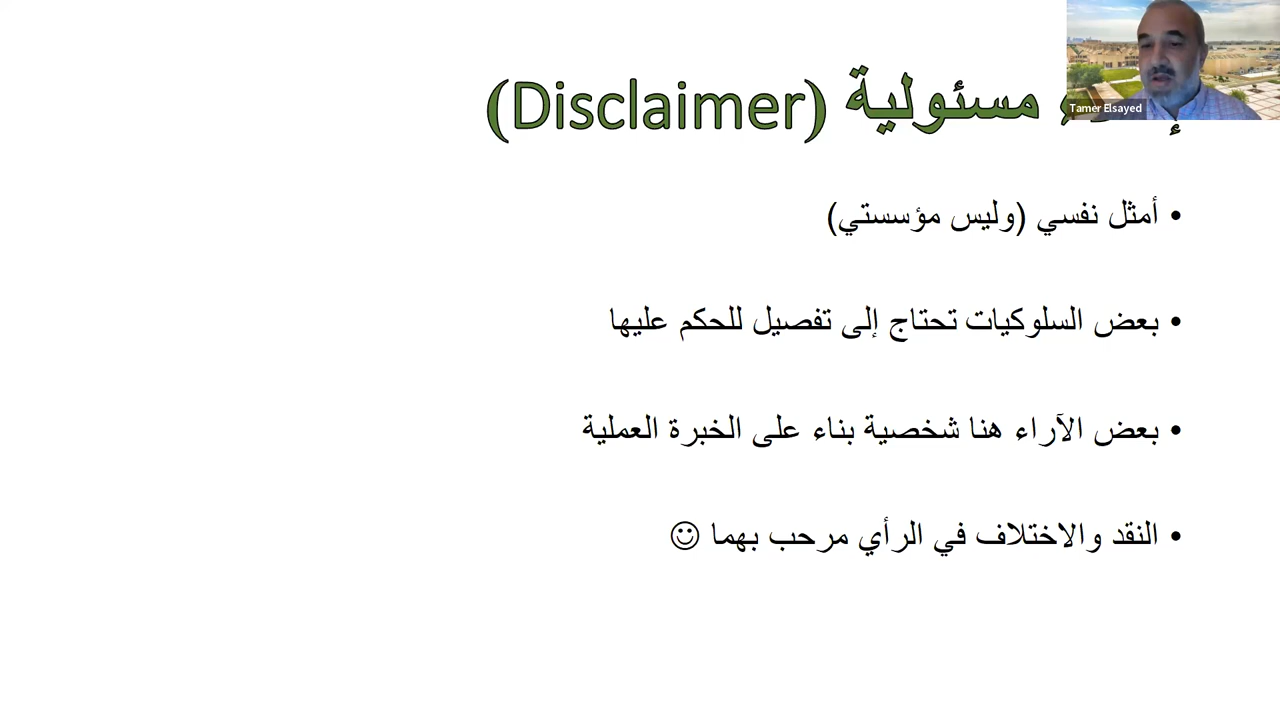 مسئولية (Disclaimer)
Tamer Elsayed
• أمثل نفسي (وليس مؤسستي)
• بعض السلوكيات تحتاج إلى تفصيل للحكم عليها
• بعض الآراء هنا شخصية بناء على الخبرة العملية
• النقد والاختلاف في الرأي مرحب بهما ☺